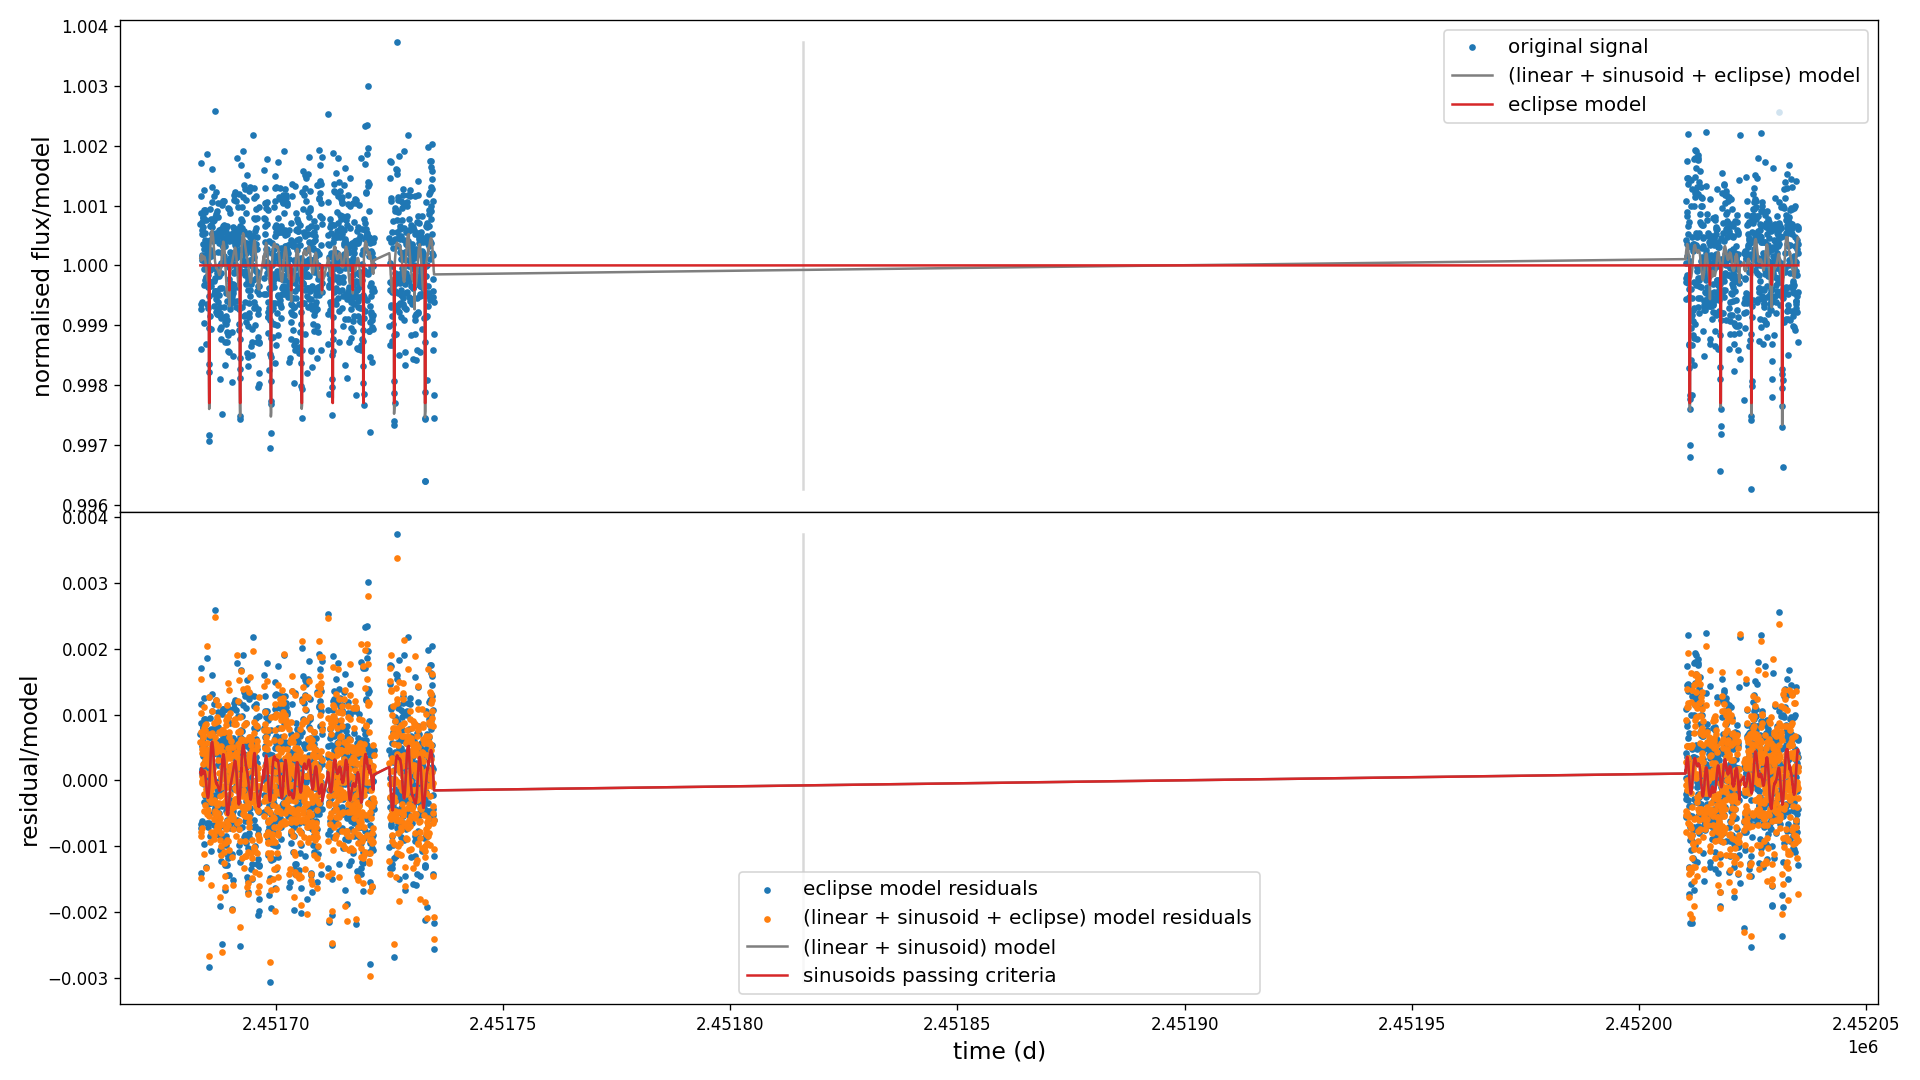 1.004
1.003
1.002
1.001
1.000
0.999
0.998
0.997
0.996
normalised flux/model
original signal
(linear + sinusoid + eclipse) model
eclipse model
0.004
0.003
0.002
0.001
0.000
−0.001
−0.002
−0.003
residual/model
eclipse model residuals
(linear + sinusoid + eclipse) model residuals
(linear + sinusoid) model
sinusoids passing criteria
2.45170
2.45175
2.45180
2.45185
2.45190
2.45195
2.45200
2.45205
1e6
time (d)